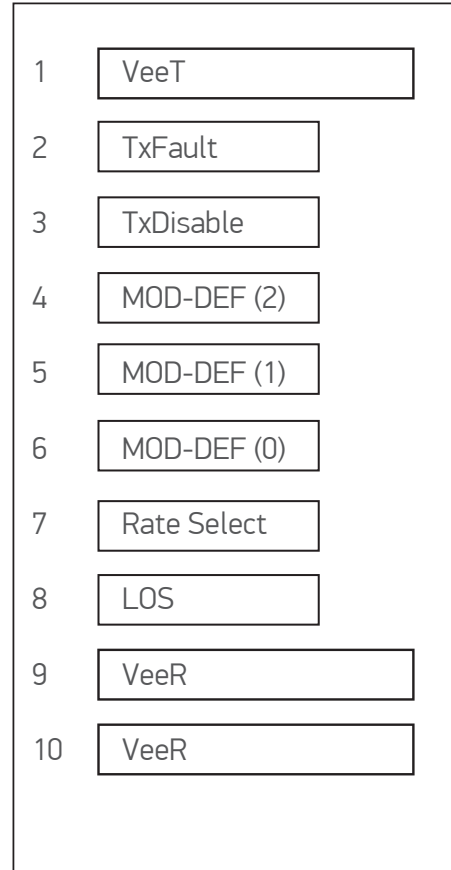 1 VeeT
2 TxFault
3 TxDisable
4 MOD-DEF (2)
5 MOD-DEF (1)
6 MOD-DEF (0)
7 Rate Select
8 LOS
9 VeeR
10 VeeR